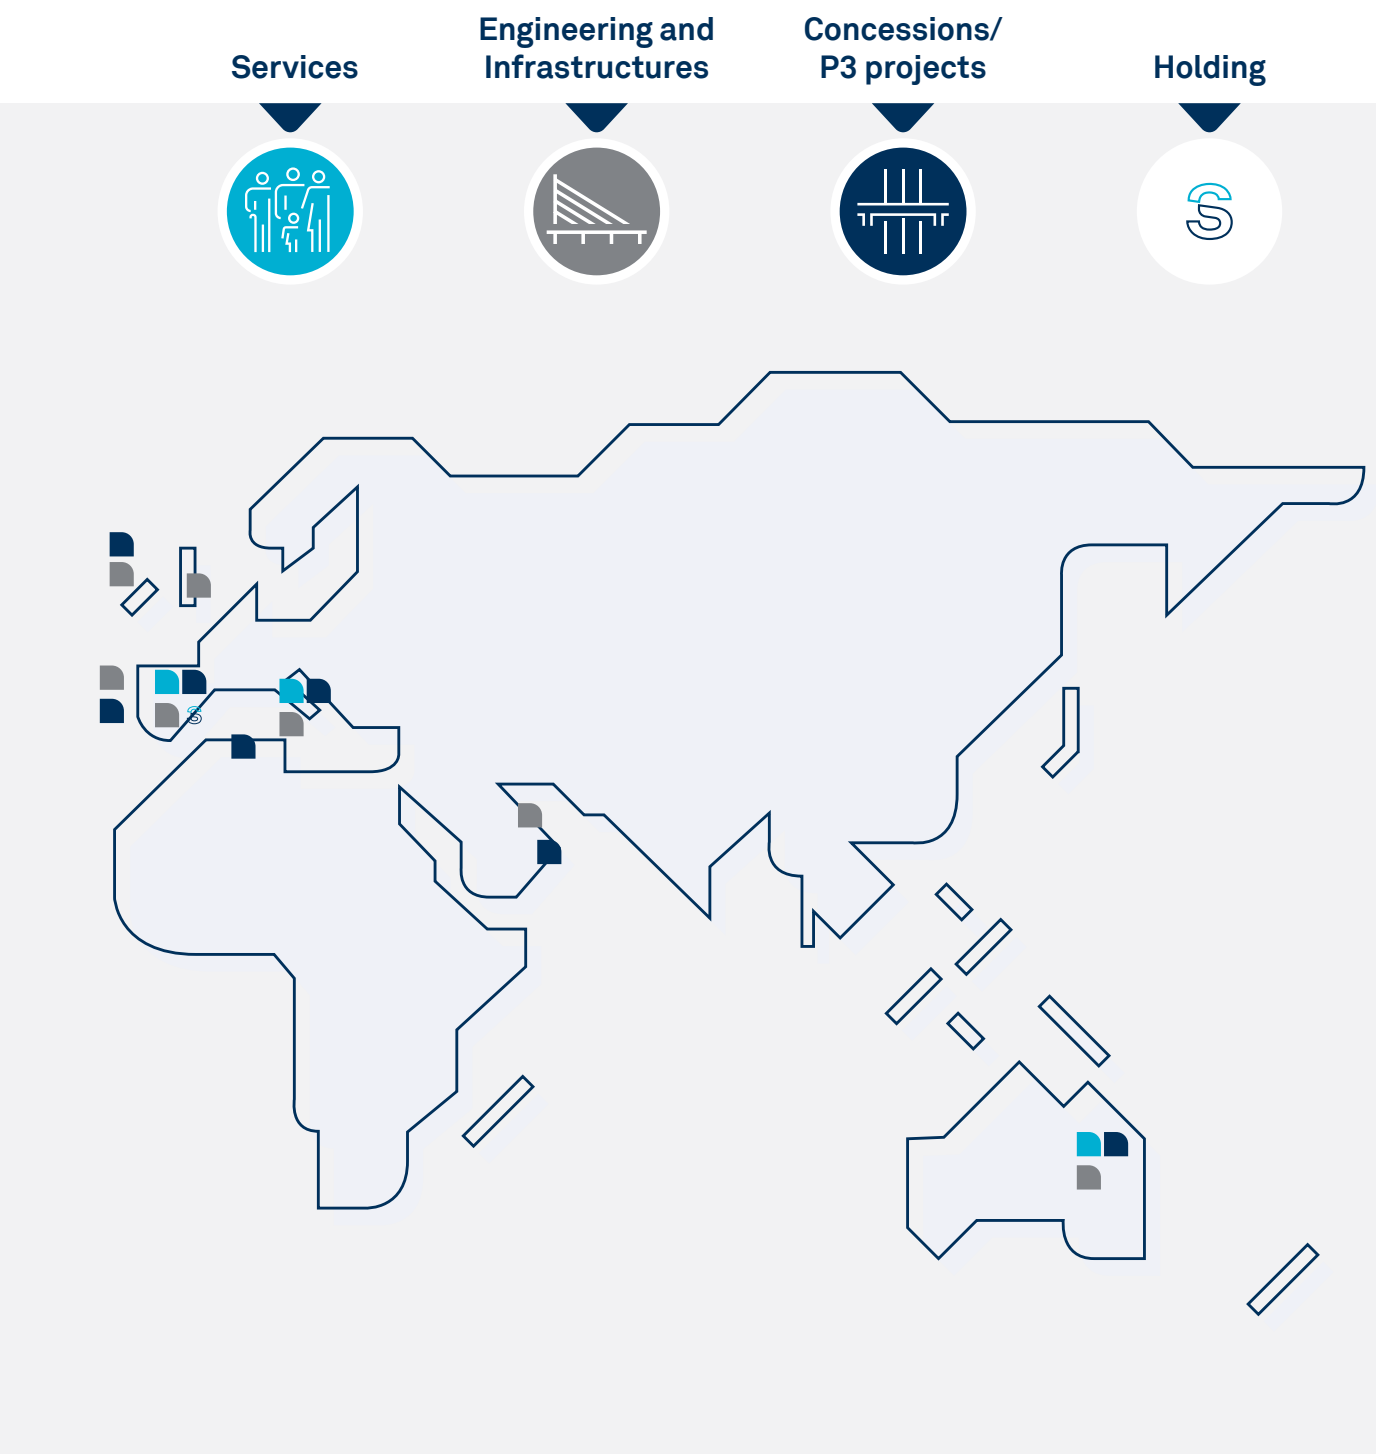 Services
Engineering and
Infrastructures
Concessions/
P3 projects
Holding